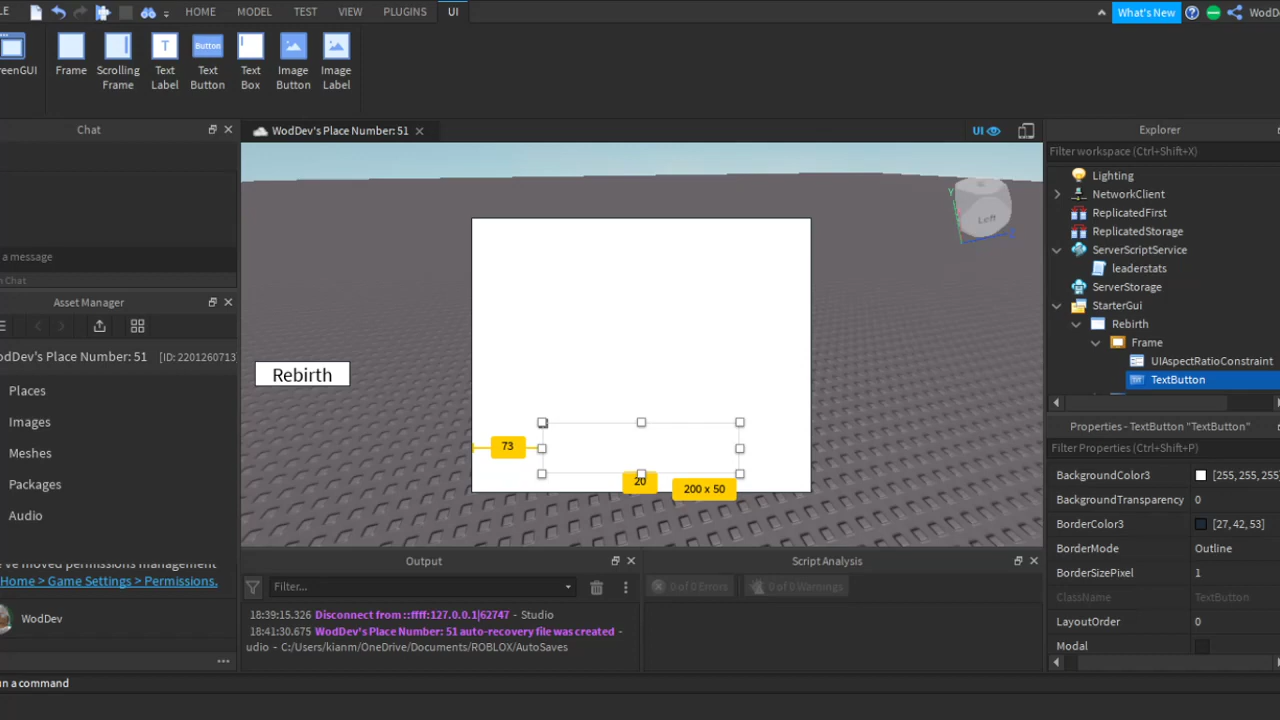 LE HOME MODEL TEST VIEW PLUGINS UI What's New WodD
reenGUI Frame Scrolling Frame Text Label Text Button Button Text Box Image Button Image Label
Chat
a message
n Chat
Asset Manager
odDev's Place Number: 51 [ID: 2201260713
Places
Images
Meshes
Packages
Audio
ve moved permissions management
Home > Game Settings > Permissions.
WodDev
WodDev's Place Number: 51
UI
Left
Y
Rebirth
73
20
200 x 50
Output
Filter...
18:39:15.326 Disconnect from ::ffff:127.0.0.1|62747 - Studio
18:41:30.675 WodDev's Place Number: 51 auto-recovery file was created -
udio - C:/Users/kianm/OneDrive/Documents/ROBLOX/AutoSaves
Script Analysis
0 of 0 Errors 0 of 0 Warnings
Explorer
Filter workspace (Ctrl+Shift+X)
Lighting
NetworkClient
ReplicatedFirst
ReplicatedStorage
ServerScriptService
leaderstats
ServerStorage
StarterGui
Rebirth
Frame
UIAspectRatioConstraint
TextButton
Properties - TextButton "TextButton"
Filter Properties (Ctrl+Shift+P)
BackgroundColor3 [255, 255, 255]
BackgroundTransparency 0
BorderColor3 [27, 42, 53]
BorderMode Outline
BorderSizePixel 1
ClassName TextButton
LayoutOrder 0
Modal
n a command